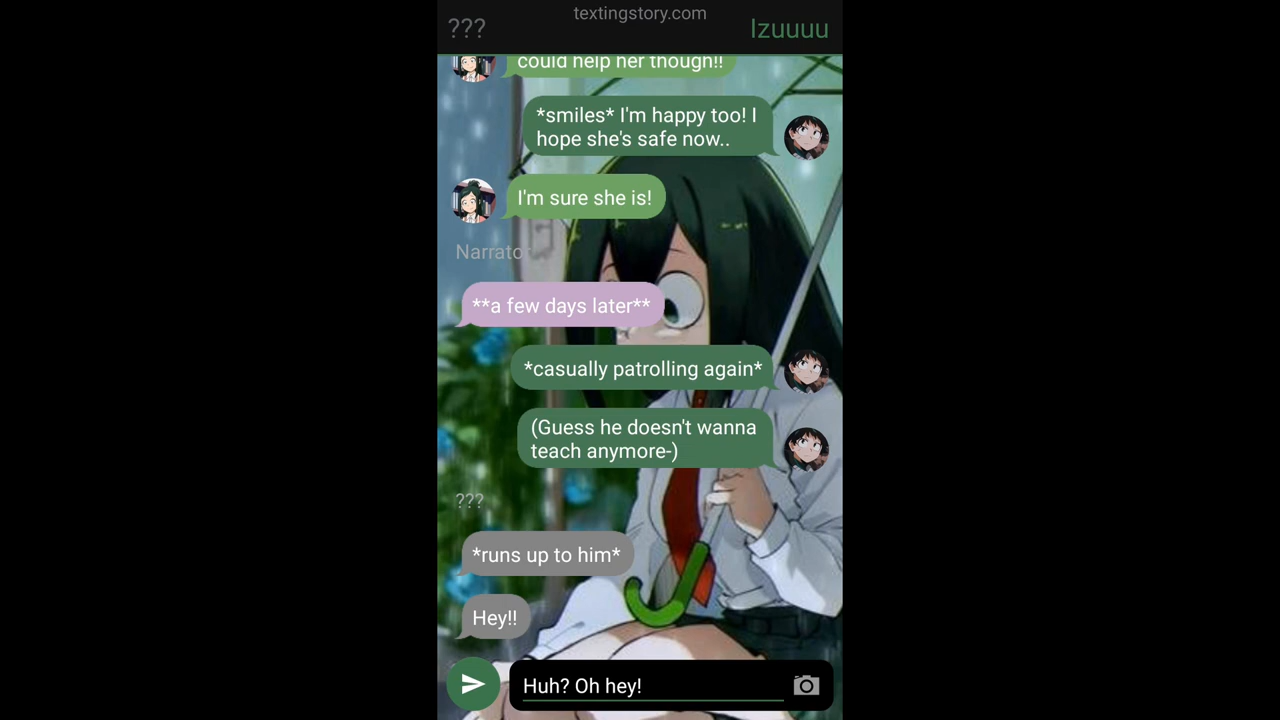 textingstory.com
???
Izuuuu
could help her though!!
*smiles* I'm happy too! I
hope she's safe now..
I'm sure she is!
Narrator
**a few days later**
*casually patrolling again*
(Guess he doesn't wanna
teach anymore-)
???
*runs up to him*
Hey!!
Huh? Oh hey!